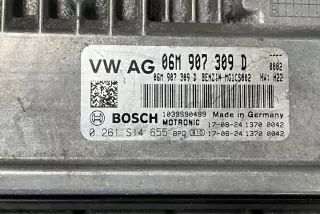 VW AG 06M 907 309 D ----
0002
06M 907 309 D BENZIN-MG1CS002 HW: H22
BOSCH 1039S90499 Made in Germany
MOTRONIC 17-08-24 1370 0042
0 261 S14 655 BPQ 17-08-24 1370 0042